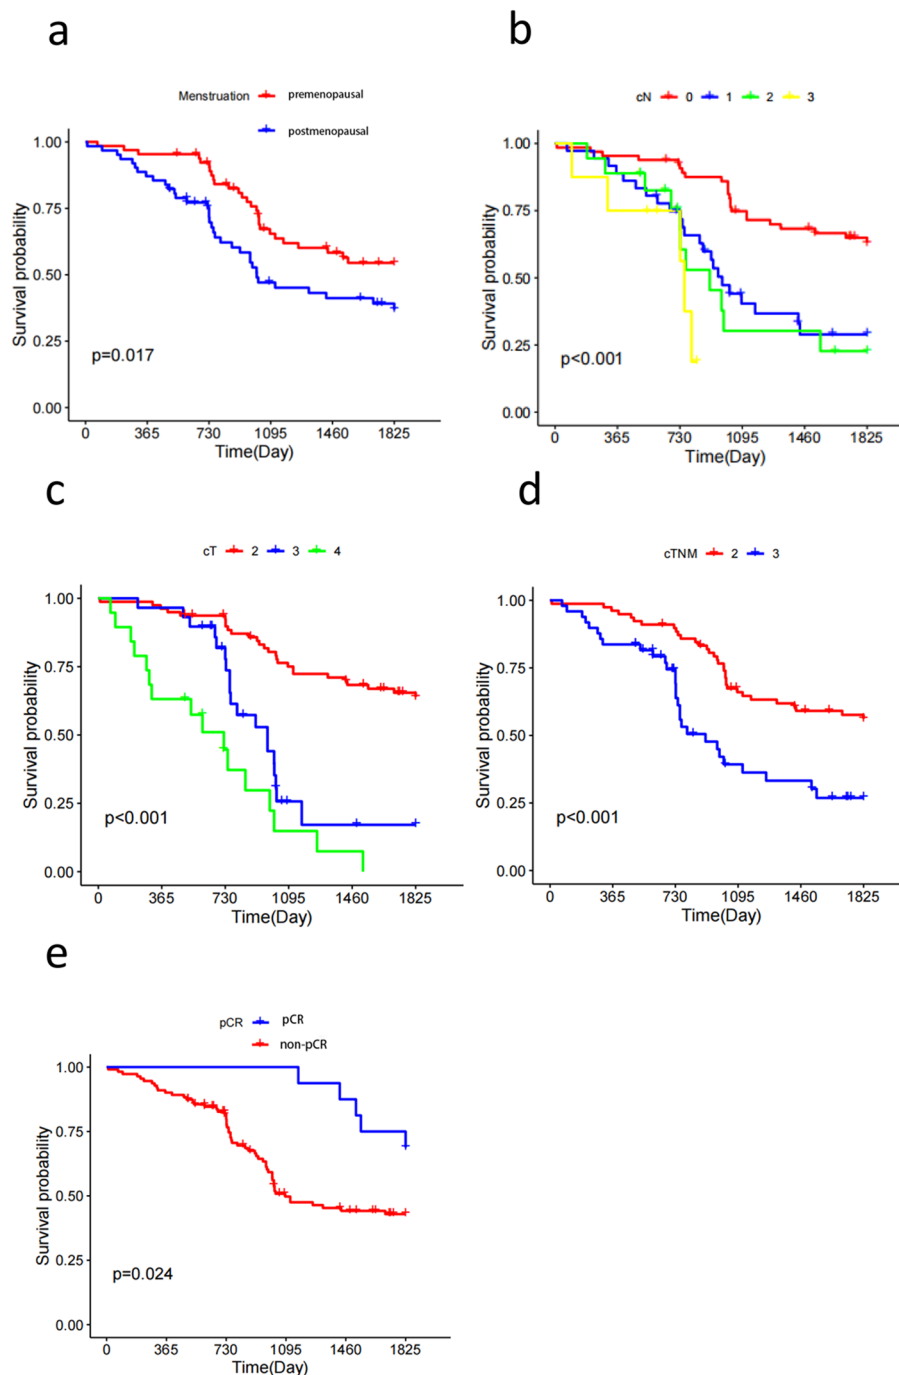 a
Menstruation premenopausal
postmenopausal
Survival probability
1.00
0.75
0.50
0.25
0.00
p=0.017
0 365 730 1095 1460 1825
Time(Day)
b
cN 0 1 2 3
Survival probability
1.00
0.75
0.50
0.25
0.00
p<0.001
0 365 730 1095 1460 1825
Time(Day)
c
cT 2 3 4
Survival probability
1.00
0.75
0.50
0.25
0.00
p<0.001
0 365 730 1095 1460 1825
Time(Day)
d
cTNM 2 3
Survival probability
1.00
0.75
0.50
0.25
0.00
p<0.001
0 365 730 1095 1460 1825
Time(Day)
e
pCR pCR
non-pCR
Survival probability
1.00
0.75
0.50
0.25
0.00
p=0.024
0 365 730 1095 1460 1825
Time(Day)